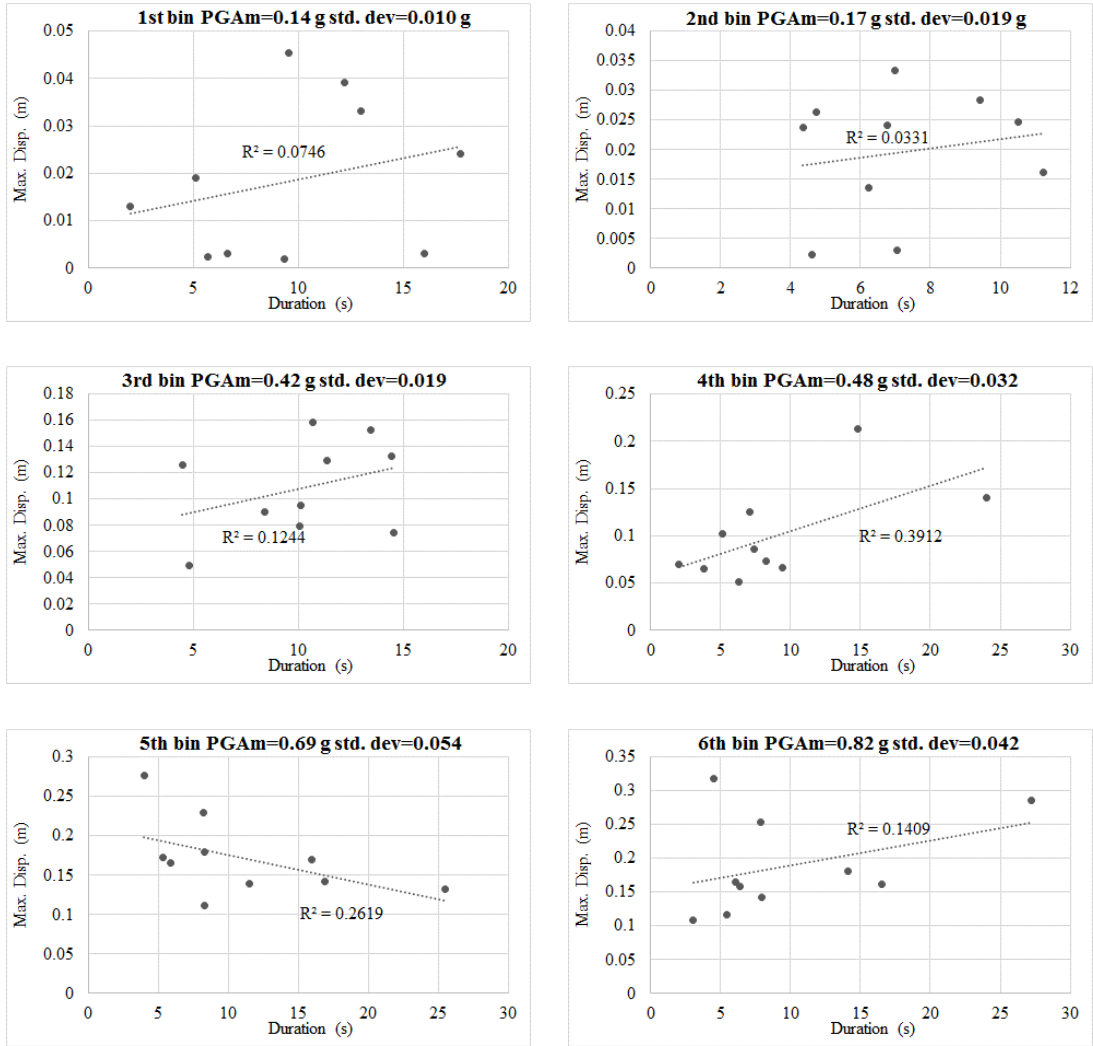 1st bin PGAm=0.14 g std. dev=0.010 g
0.05
0.04
0.03
0.02
0.01
0
Max. Disp. (m)
R² = 0.0746
0 5 10 15 20
Duration (s)
2nd bin PGAm=0.17 g std. dev=0.019 g
0.04
0.035
0.03
0.025
0.02
0.015
0.01
0.005
0
Max. Disp. (m)
R² = 0.0331
0 2 4 6 8 10 12
Duration (s)
3rd bin PGAm=0.42 g std. dev=0.019
0.18
0.16
0.14
0.12
0.1
0.08
0.06
0.04
0.02
0
Max. Disp. (m)
R² = 0.1244
0 5 10 15 20
Duration (s)
4th bin PGAm=0.48 g std. dev=0.032
0.25
0.2
0.15
0.1
0.05
0
Max. Disp. (m)
R² = 0.3912
0 5 10 15 20 25 30
Duration (s)
5th bin PGAm=0.69 g std. dev=0.054
0.3
0.25
0.2
0.15
0.1
0.05
0
Max. Disp. (m)
R² = 0.2619
0 5 10 15 20 25 30
Duration (s)
6th bin PGAm=0.82 g std. dev=0.042
0.35
0.3
0.25
0.2
0.15
0.1
0.05
0
Max. Disp. (m)
R² = 0.1409
0 5 10 15 20 25 30
Duration (s)